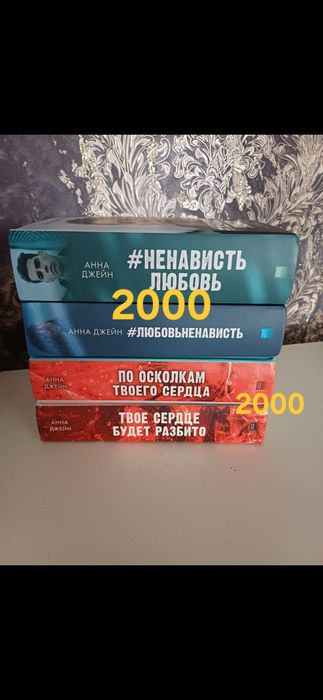 АННА
ДЖЕЙН
#НЕНАВИСТЬ
ЛЮБОВЬ
2000
АННА ДЖЕЙН
#ЛЮБОВЬНЕНАВИСТЬ
АННА
ДЖЕЙН
ПО ОСКОЛКАМ
ТВОЕГО СЕРДЦА
2000
АННА
ДЖЕЙН
ТВОЕ СЕРДЦЕ
БУДЕТ РАЗБИТО